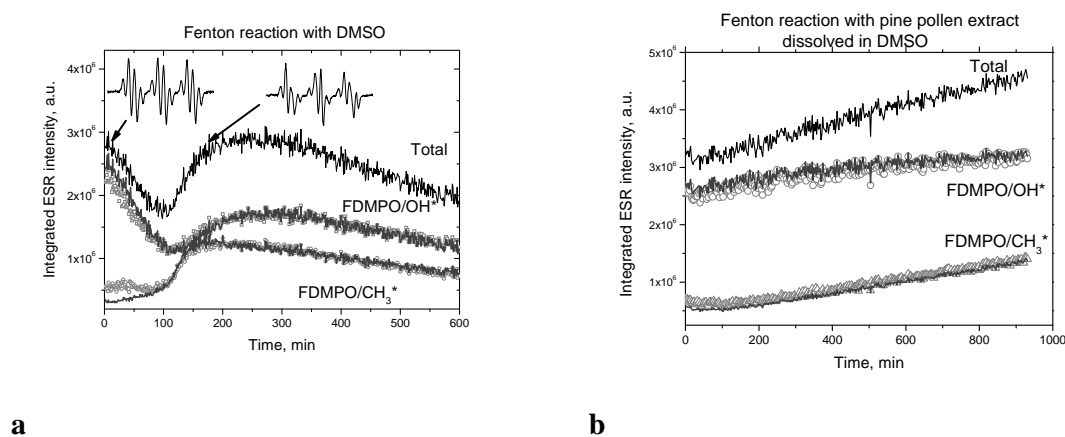 Fenton reaction with DMSO
4x10⁶
3x10⁶
2x10⁶
1x10⁶
Integrated ESR intensity, a.u.
Total
FDMPO/OH*
FDMPO/CH₃*
0 100 200 300 400 500 600
Time, min
a
Fenton reaction with pine pollen extract
dissolved in DMSO
5x10⁶
4x10⁶
3x10⁶
2x10⁶
1x10⁶
Integrated ESR intensity, a.u.
Total
FDMPO/OH*
FDMPO/CH₃*
0 200 400 600 800 1000
Time, min
b